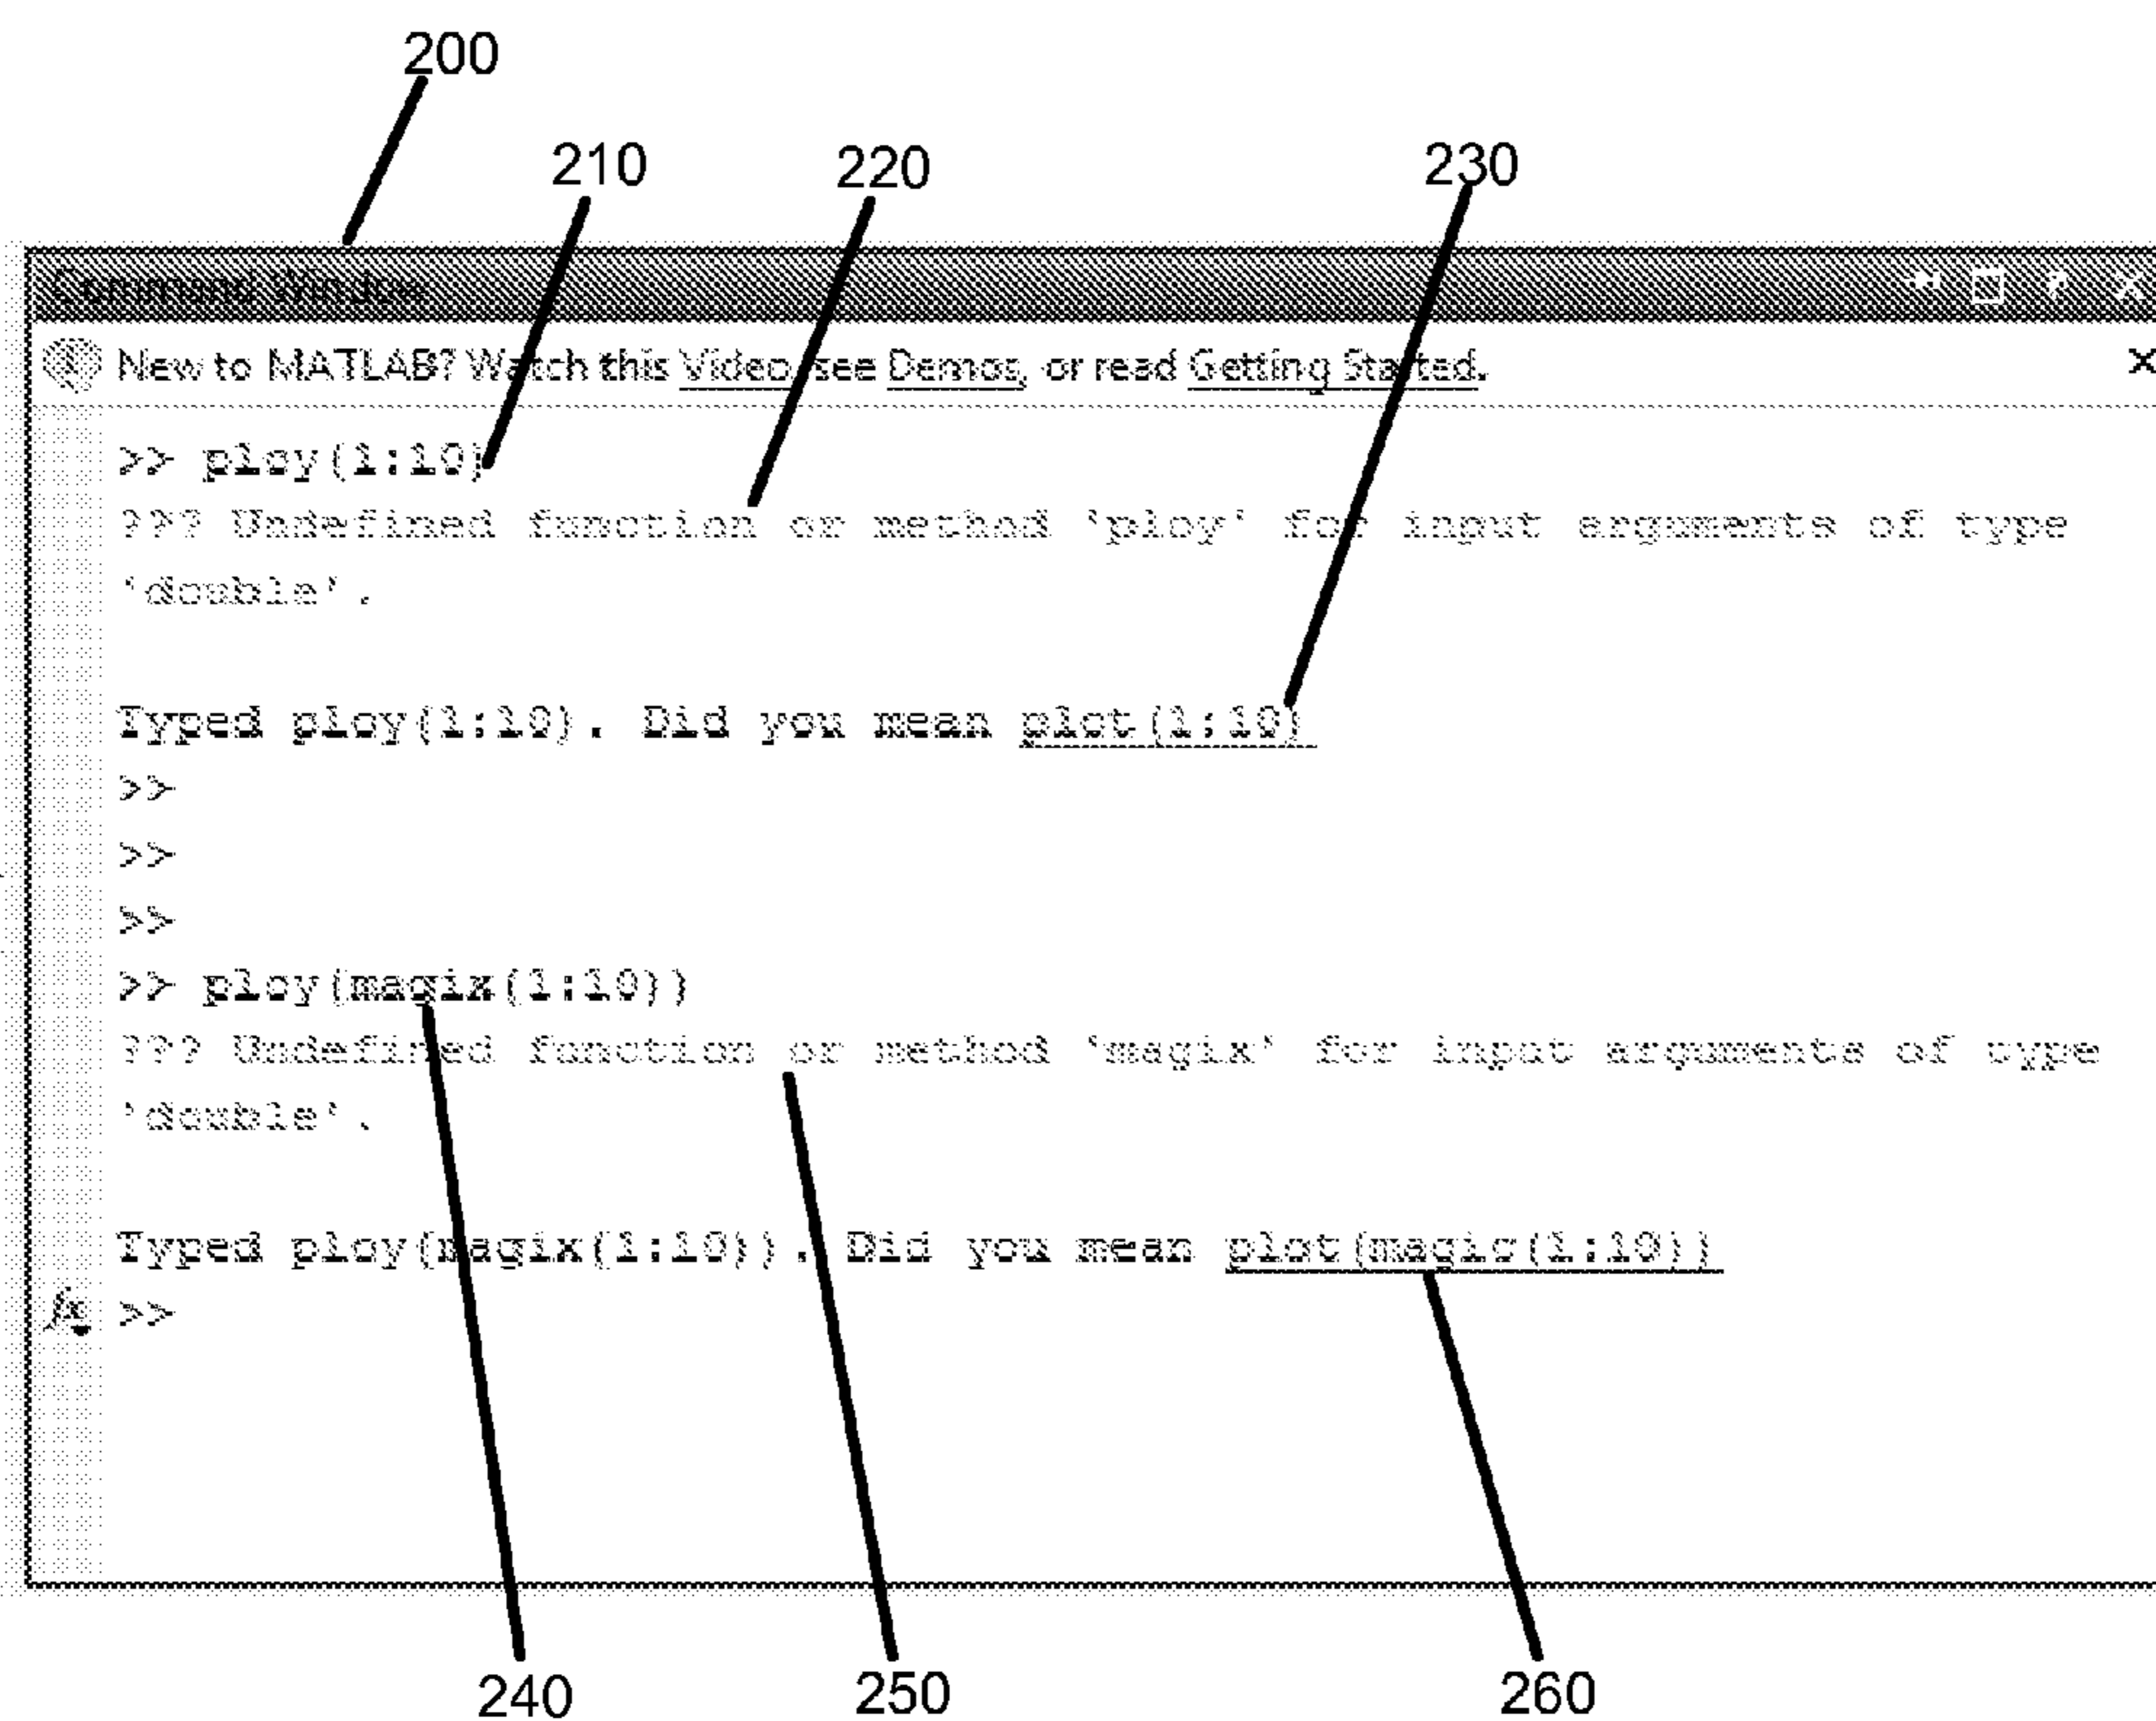 200
210 220 230
Command Window
New to MATLAB? Watch this Video, see Demos, or read Getting Started.
>> ploy(1:10)
??? Undefined function or method 'ploy' for input arguments of type
'double'.
Typed ploy(1:10). Did you mean plot(1:10)
>>
>>
>>
>> ploy(magix(1:10))
??? Undefined function or method 'magix' for input arguments of type
'double'.
Typed ploy(magix(1:10)). Did you mean plot(magic(1:10))
fx >>
240 250 260